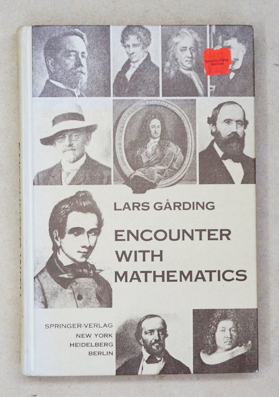 LARS GÅRDING
ENCOUNTER
WITH
MATHEMATICS
SPRINGER-VERLAG
NEW YORK
HEIDELBERG
BERLIN